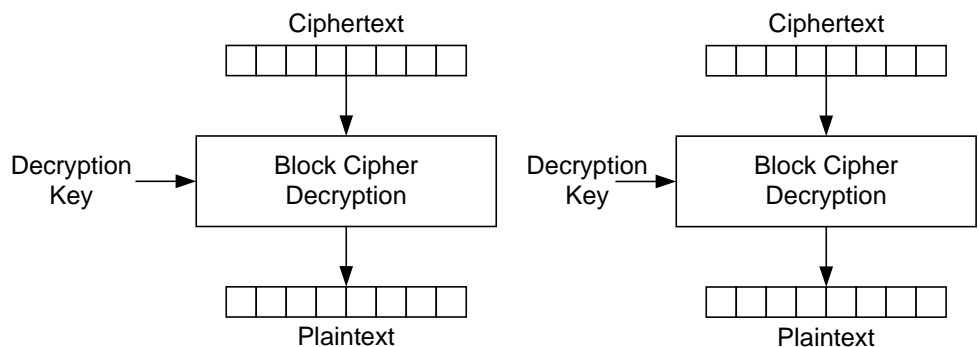 Ciphertext
Decryption
Key
Block Cipher
Decryption
Plaintext
Ciphertext
Decryption
Key
Block Cipher
Decryption
Plaintext